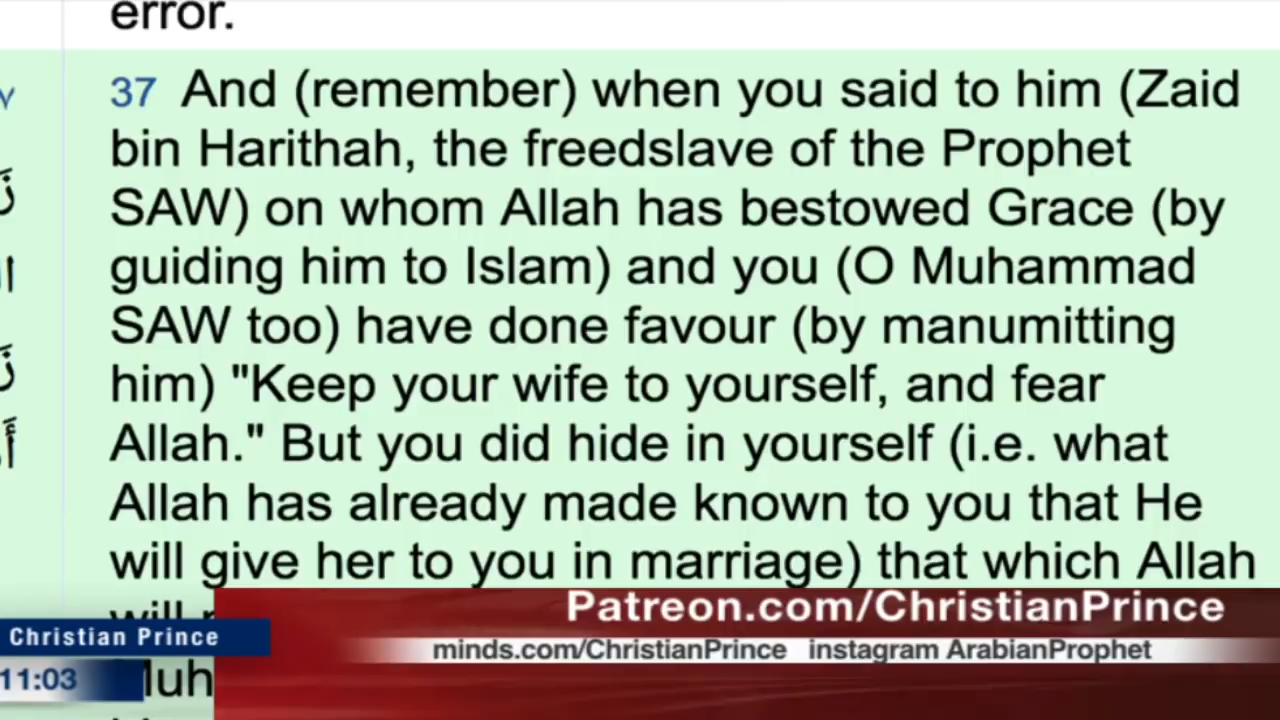 error.
37 And (remember) when you said to him (Zaid
bin Harithah, the freedslave of the Prophet
SAW) on whom Allah has bestowed Grace (by
guiding him to Islam) and you (O Muhammad
SAW too) have done favour (by manumitting
him) "Keep your wife to yourself, and fear
Allah." But you did hide in yourself (i.e. what
Allah has already made known to you that He
will give her to you in marriage) that which Allah
will
Patreon.com/ChristianPrince
Christian Prince
minds.com/ChristianPrince instagram ArabianProphet
11:03